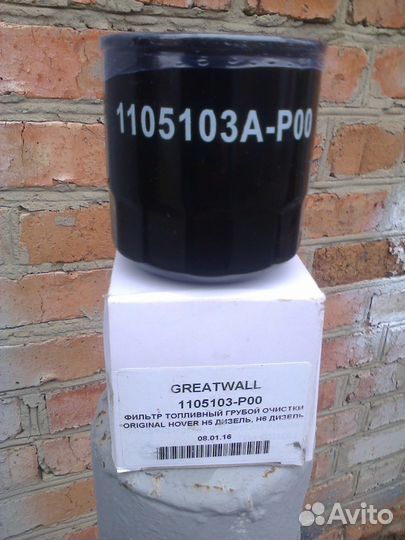 1105103A-P00
GREATWALL
1105103-P00
ФИЛЬТР ТОПЛИВНЫЙ ГРУБОЙ ОЧИСТКИ
ORIGINAL HOVER H5 ДИЗЕЛЬ, H6 ДИЗЕЛЬ
08.01.16
Avito